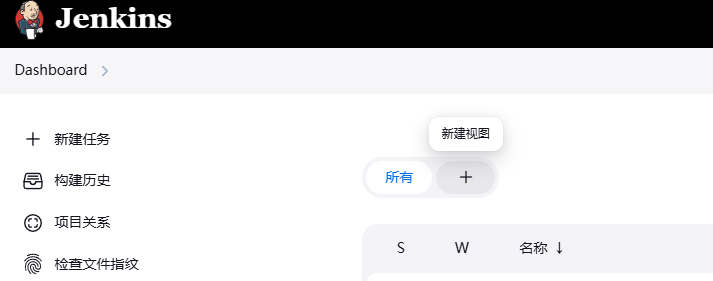 Jenkins
Dashboard
新建任务
构建历史
项目关系
检查文件指纹
新建视图
所有 +
S W 名称 ↓